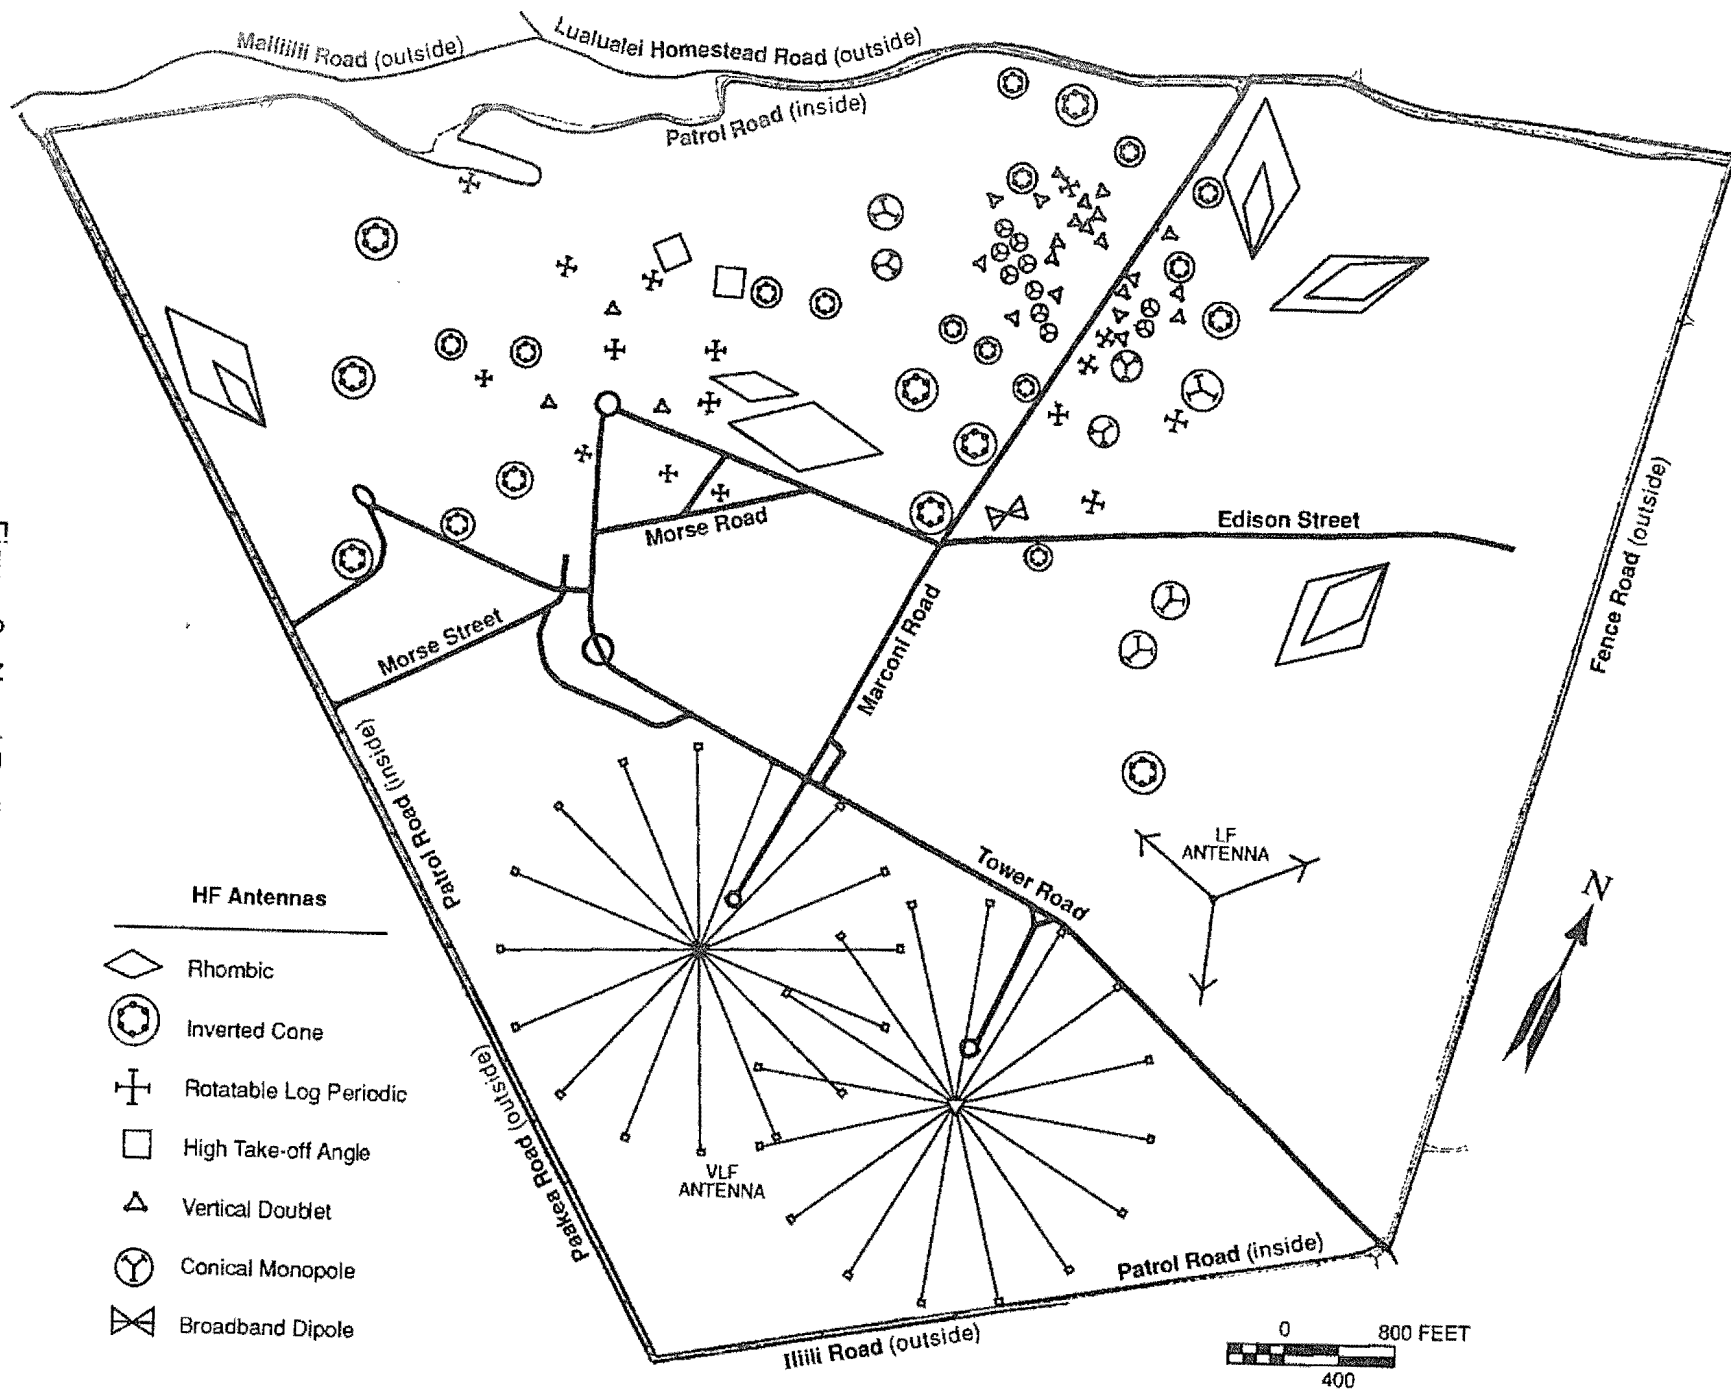 Mailiilii Road (outside)
Lualualei Homestead Road (outside)
Patrol Road (inside)
Morse Road
Edison Street
Fence Road (outside)
Marconi Road
Morse Street
Patrol Road (inside)
Tower Road
LF
ANTENNA
N
HF Antennas
Rhombic
Inverted Cone
Rotatable Log Periodic
High Take-off Angle
Vertical Doublet
Conical Monopole
Broadband Dipole
Paakea Road (outside)
VLF
ANTENNA
Patrol Road (inside)
Iliili Road (outside)
0 800 FEET
400